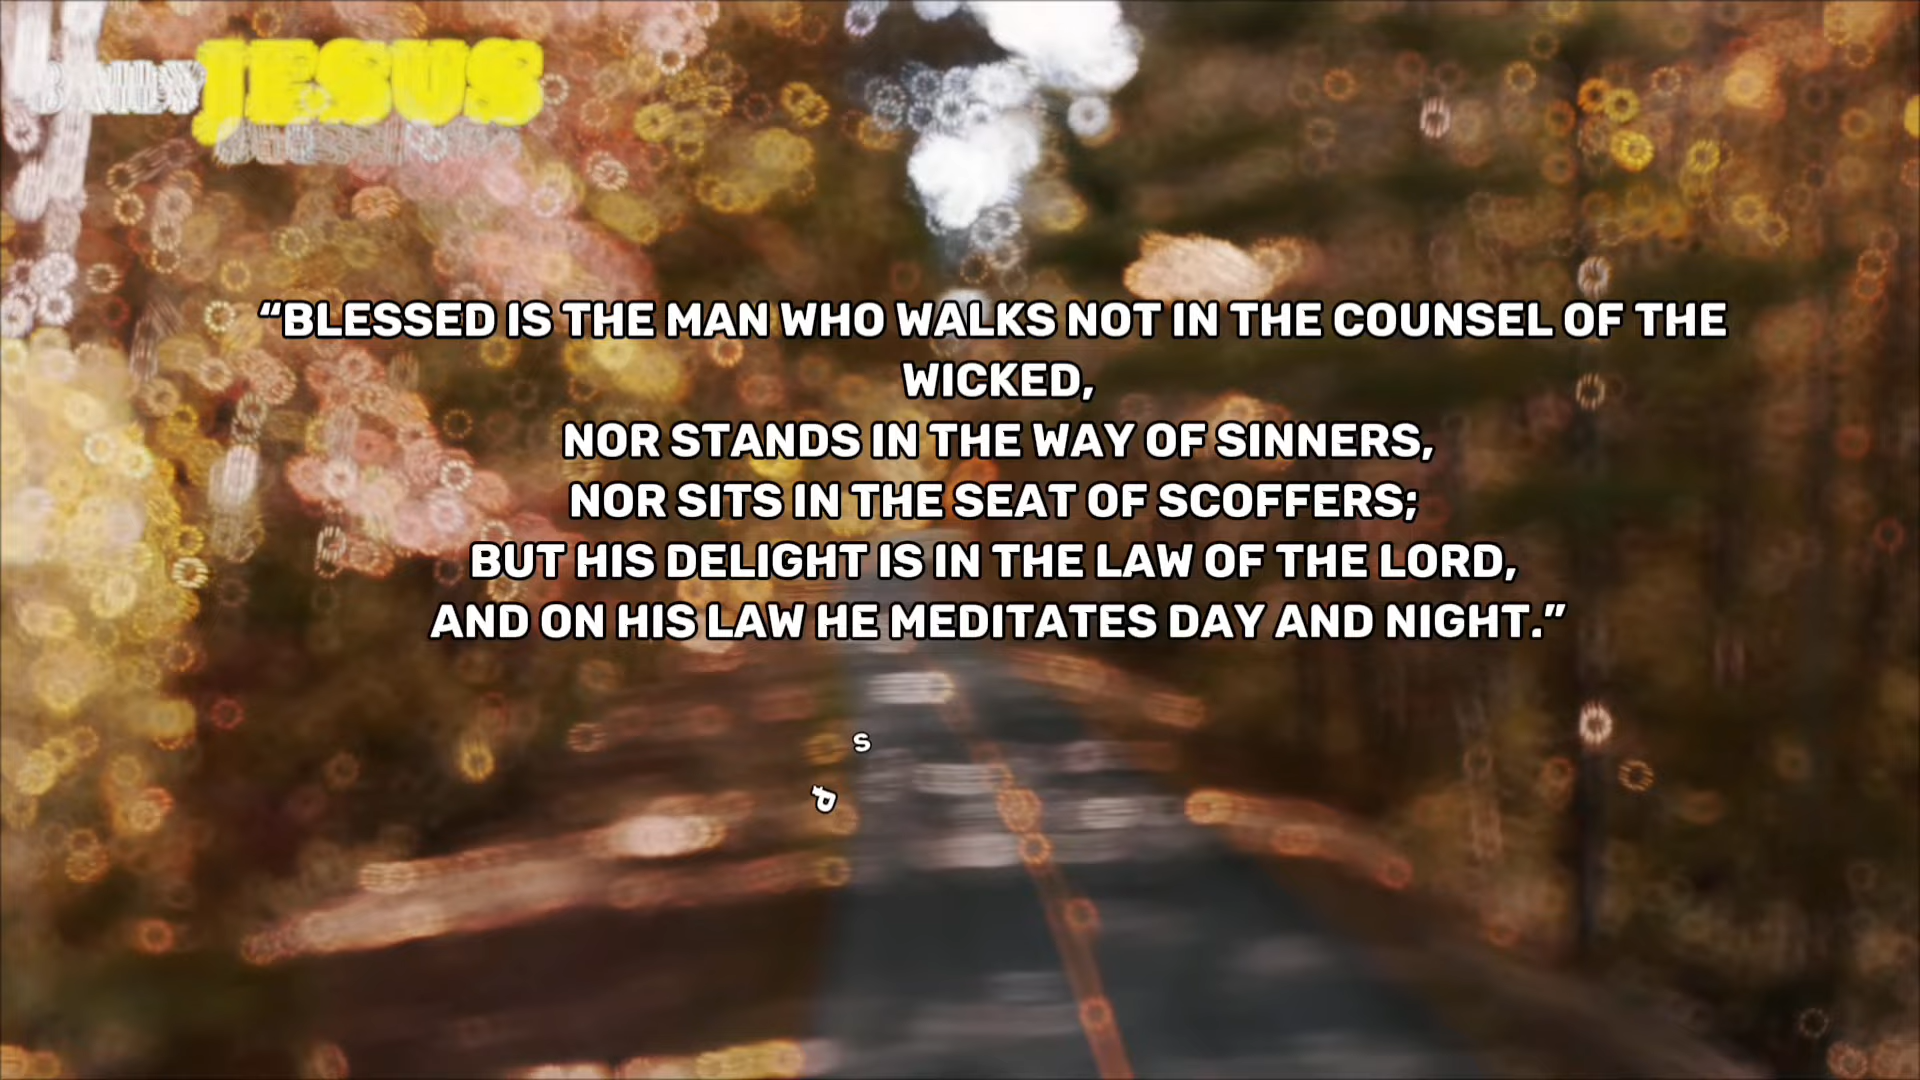 JESUS
“BLESSED IS THE MAN WHO WALKS NOT IN THE COUNSEL OF THE
WICKED,
NOR STANDS IN THE WAY OF SINNERS,
NOR SITS IN THE SEAT OF SCOFFERS;
BUT HIS DELIGHT IS IN THE LAW OF THE LORD,
AND ON HIS LAW HE MEDITATES DAY AND NIGHT.”
s
P